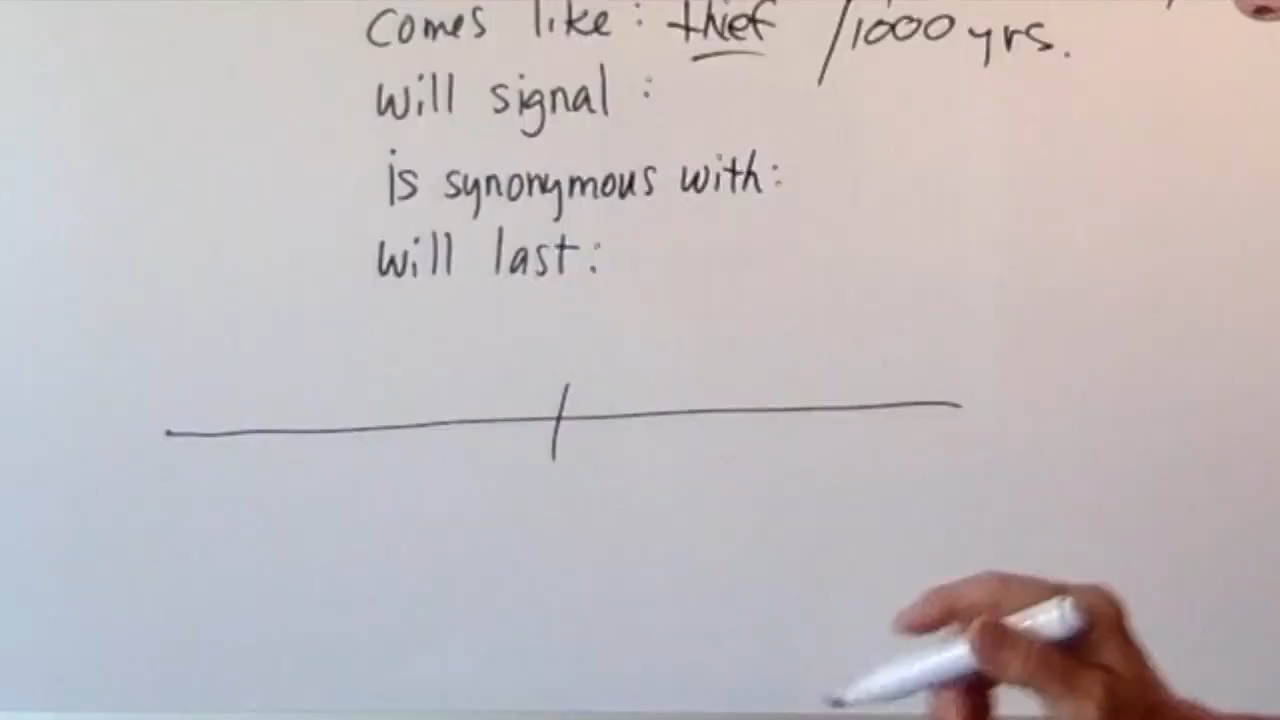 comes like: thief /1000 yrs.
will signal:
is synonymous with:
will last: